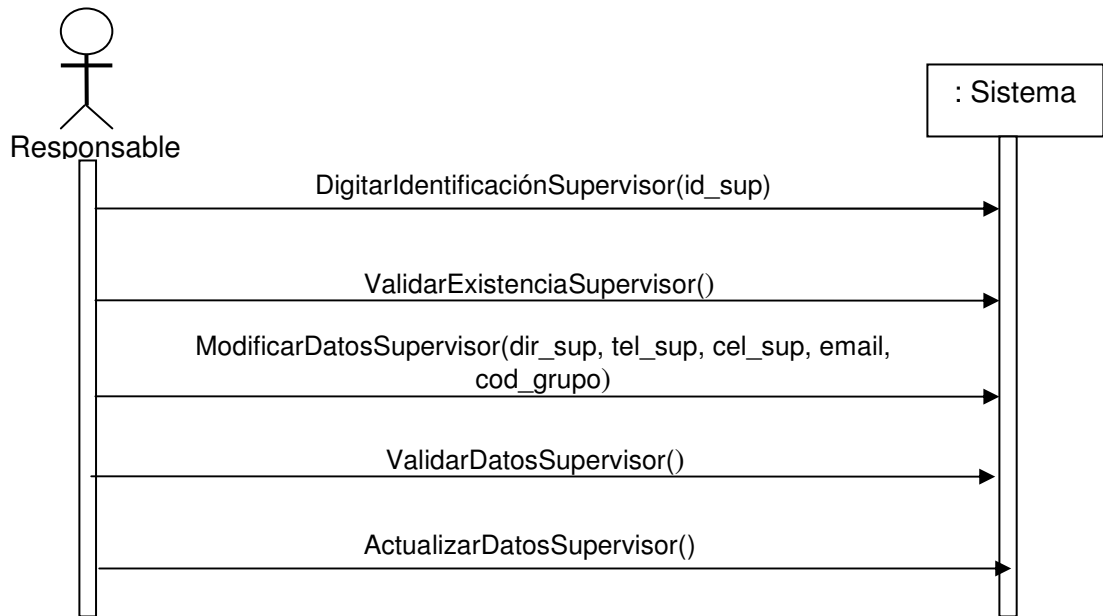 : Sistema
Responsable
DigitarIdentificaciónSupervisor(id_sup)
ValidarExistenciaSupervisor()
ModificarDatosSupervisor(dir_sup, tel_sup, cel_sup, email,
cod_grupo)
ValidarDatosSupervisor()
ActualizarDatosSupervisor()